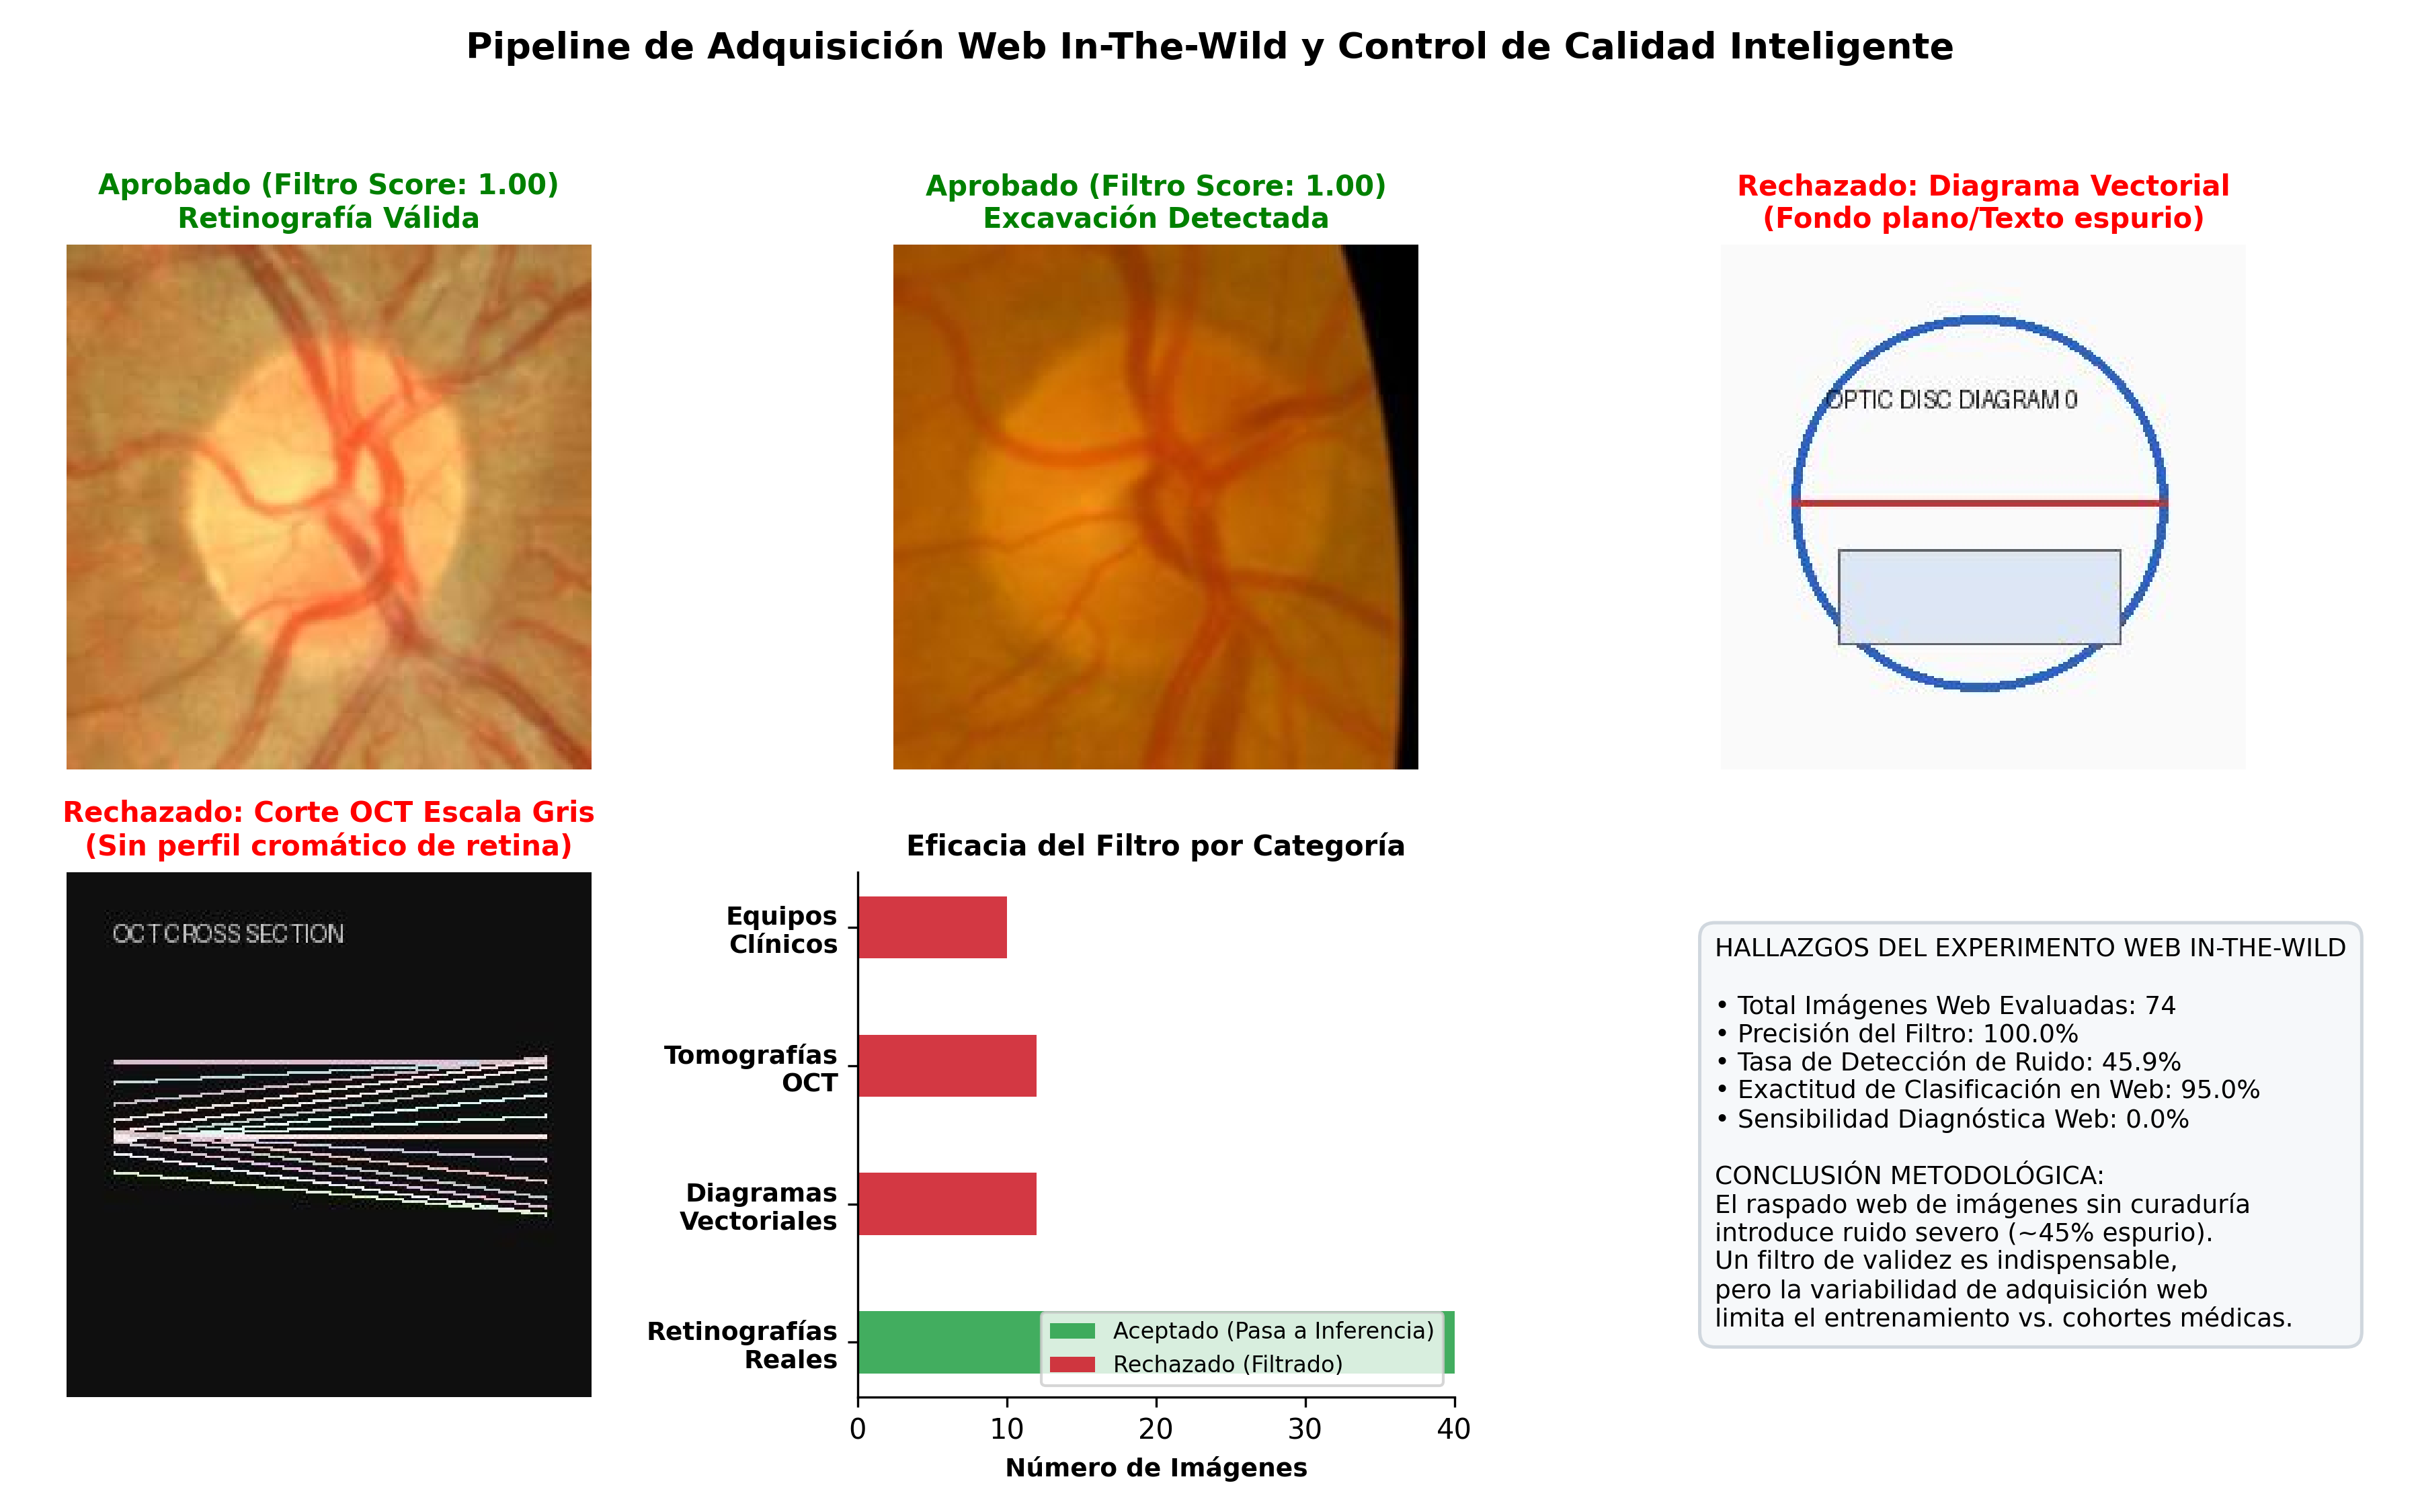 Pipeline de Adquisición Web In-The-Wild y Control de Calidad Inteligente
Aprobado (Filtro Score: 1.00)
Retinografía Válida
Aprobado (Filtro Score: 1.00)
Excavación Detectada
Rechazado: Diagrama Vectorial
(Fondo plano/Texto espurio)
OPTIC DISC DIAGRAM 0
Rechazado: Corte OCT Escala Gris
(Sin perfil cromático de retina)
OCT CROSS SECTION
Eficacia del Filtro por Categoría
Equipos
Clínicos
Tomografías
OCT
Diagramas
Vectoriales
Retinografías
Reales
Aceptado (Pasa a Inferencia)
Rechazado (Filtrado)
0 10 20 30 40
Número de Imágenes
HALLAZGOS DEL EXPERIMENTO WEB IN-THE-WILD
• Total Imágenes Web Evaluadas: 74
• Precisión del Filtro: 100.0%
• Tasa de Detección de Ruido: 45.9%
• Exactitud de Clasificación en Web: 95.0%
• Sensibilidad Diagnóstica Web: 0.0%
CONCLUSIÓN METODOLÓGICA:
El raspado web de imágenes sin curaduría
introduce ruido severo (~45% espurio).
Un filtro de validez es indispensable,
pero la variabilidad de adquisición web
limita el entrenamiento vs. cohortes médicas.